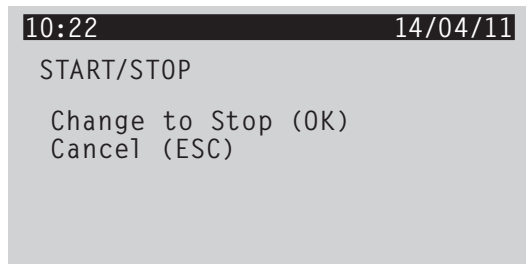 10:22 14/04/11
START/STOP
Change to Stop (OK)
Cancel (ESC)